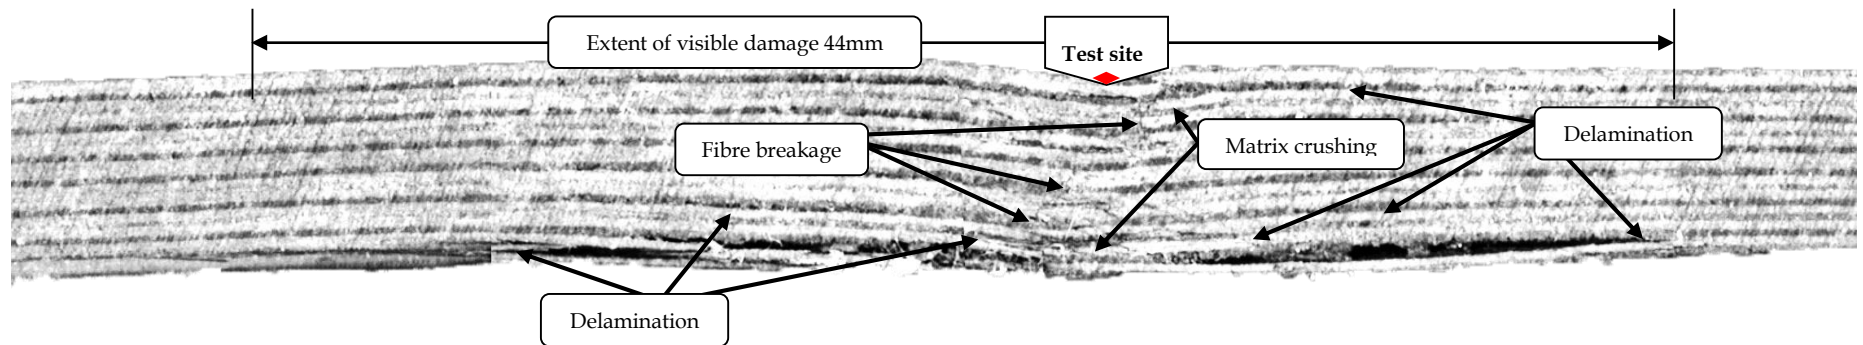 Extent of visible damage 44mm
Test site
Fibre breakage
Matrix crushing
Delamination
Delamination